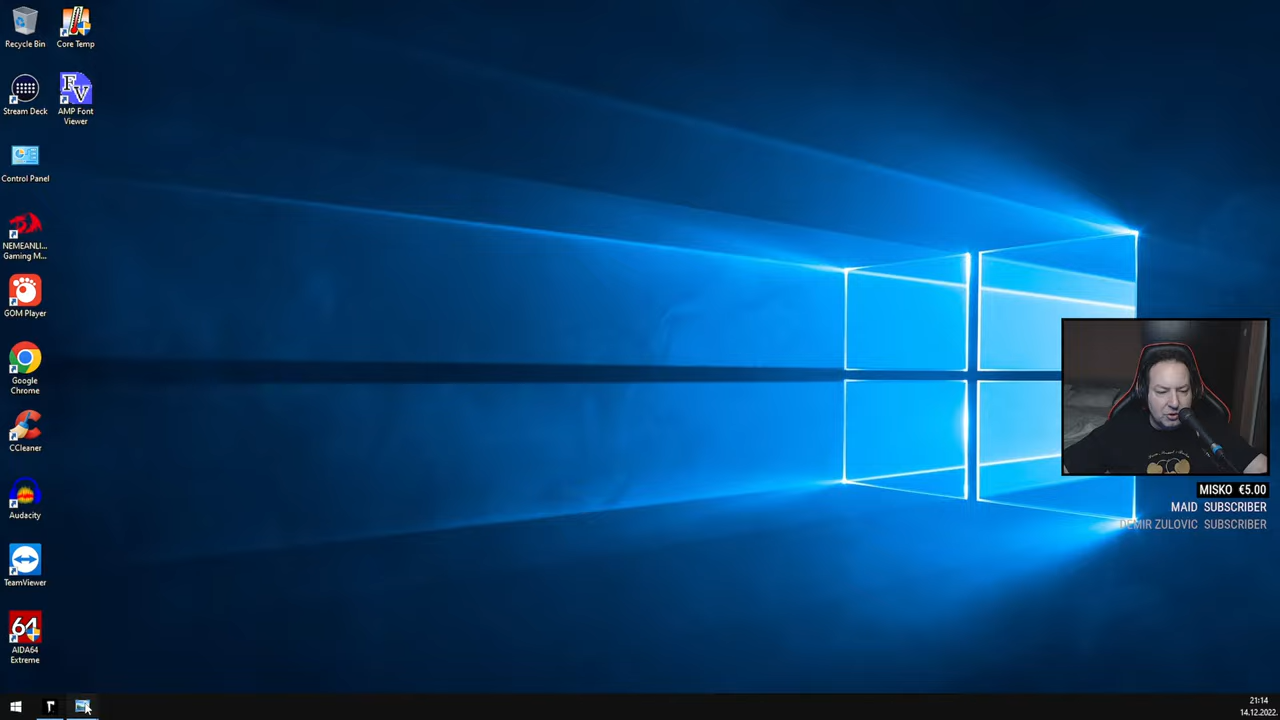 Recycle Bin
Core Temp
Stream Deck
AMP Font
Viewer
Control Panel
NEMEANLI...
Gaming M...
GOM Player
Google
Chrome
CCleaner
Audacity
TeamViewer
64
AIDA64
Extreme
MISKO €5.00
MAID SUBSCRIBER
DEMIR ZULOVIC SUBSCRIBER
21:14
14.12.2022.